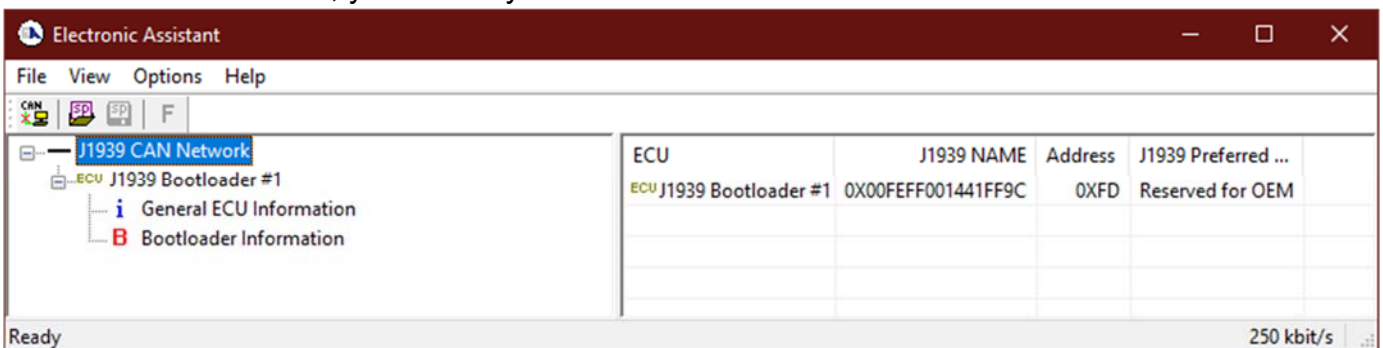 Electronic Assistant
File View Options Help
CAN SP SP F
J1939 CAN Network
ECU J1939 Bootloader #1
i General ECU Information
B Bootloader Information
ECU J1939 NAME Address J1939 Preferred ...
ECU J1939 Bootloader #1 0X00FEFF001441FF9C 0XFD Reserved for OEM
Ready 250 kbit/s